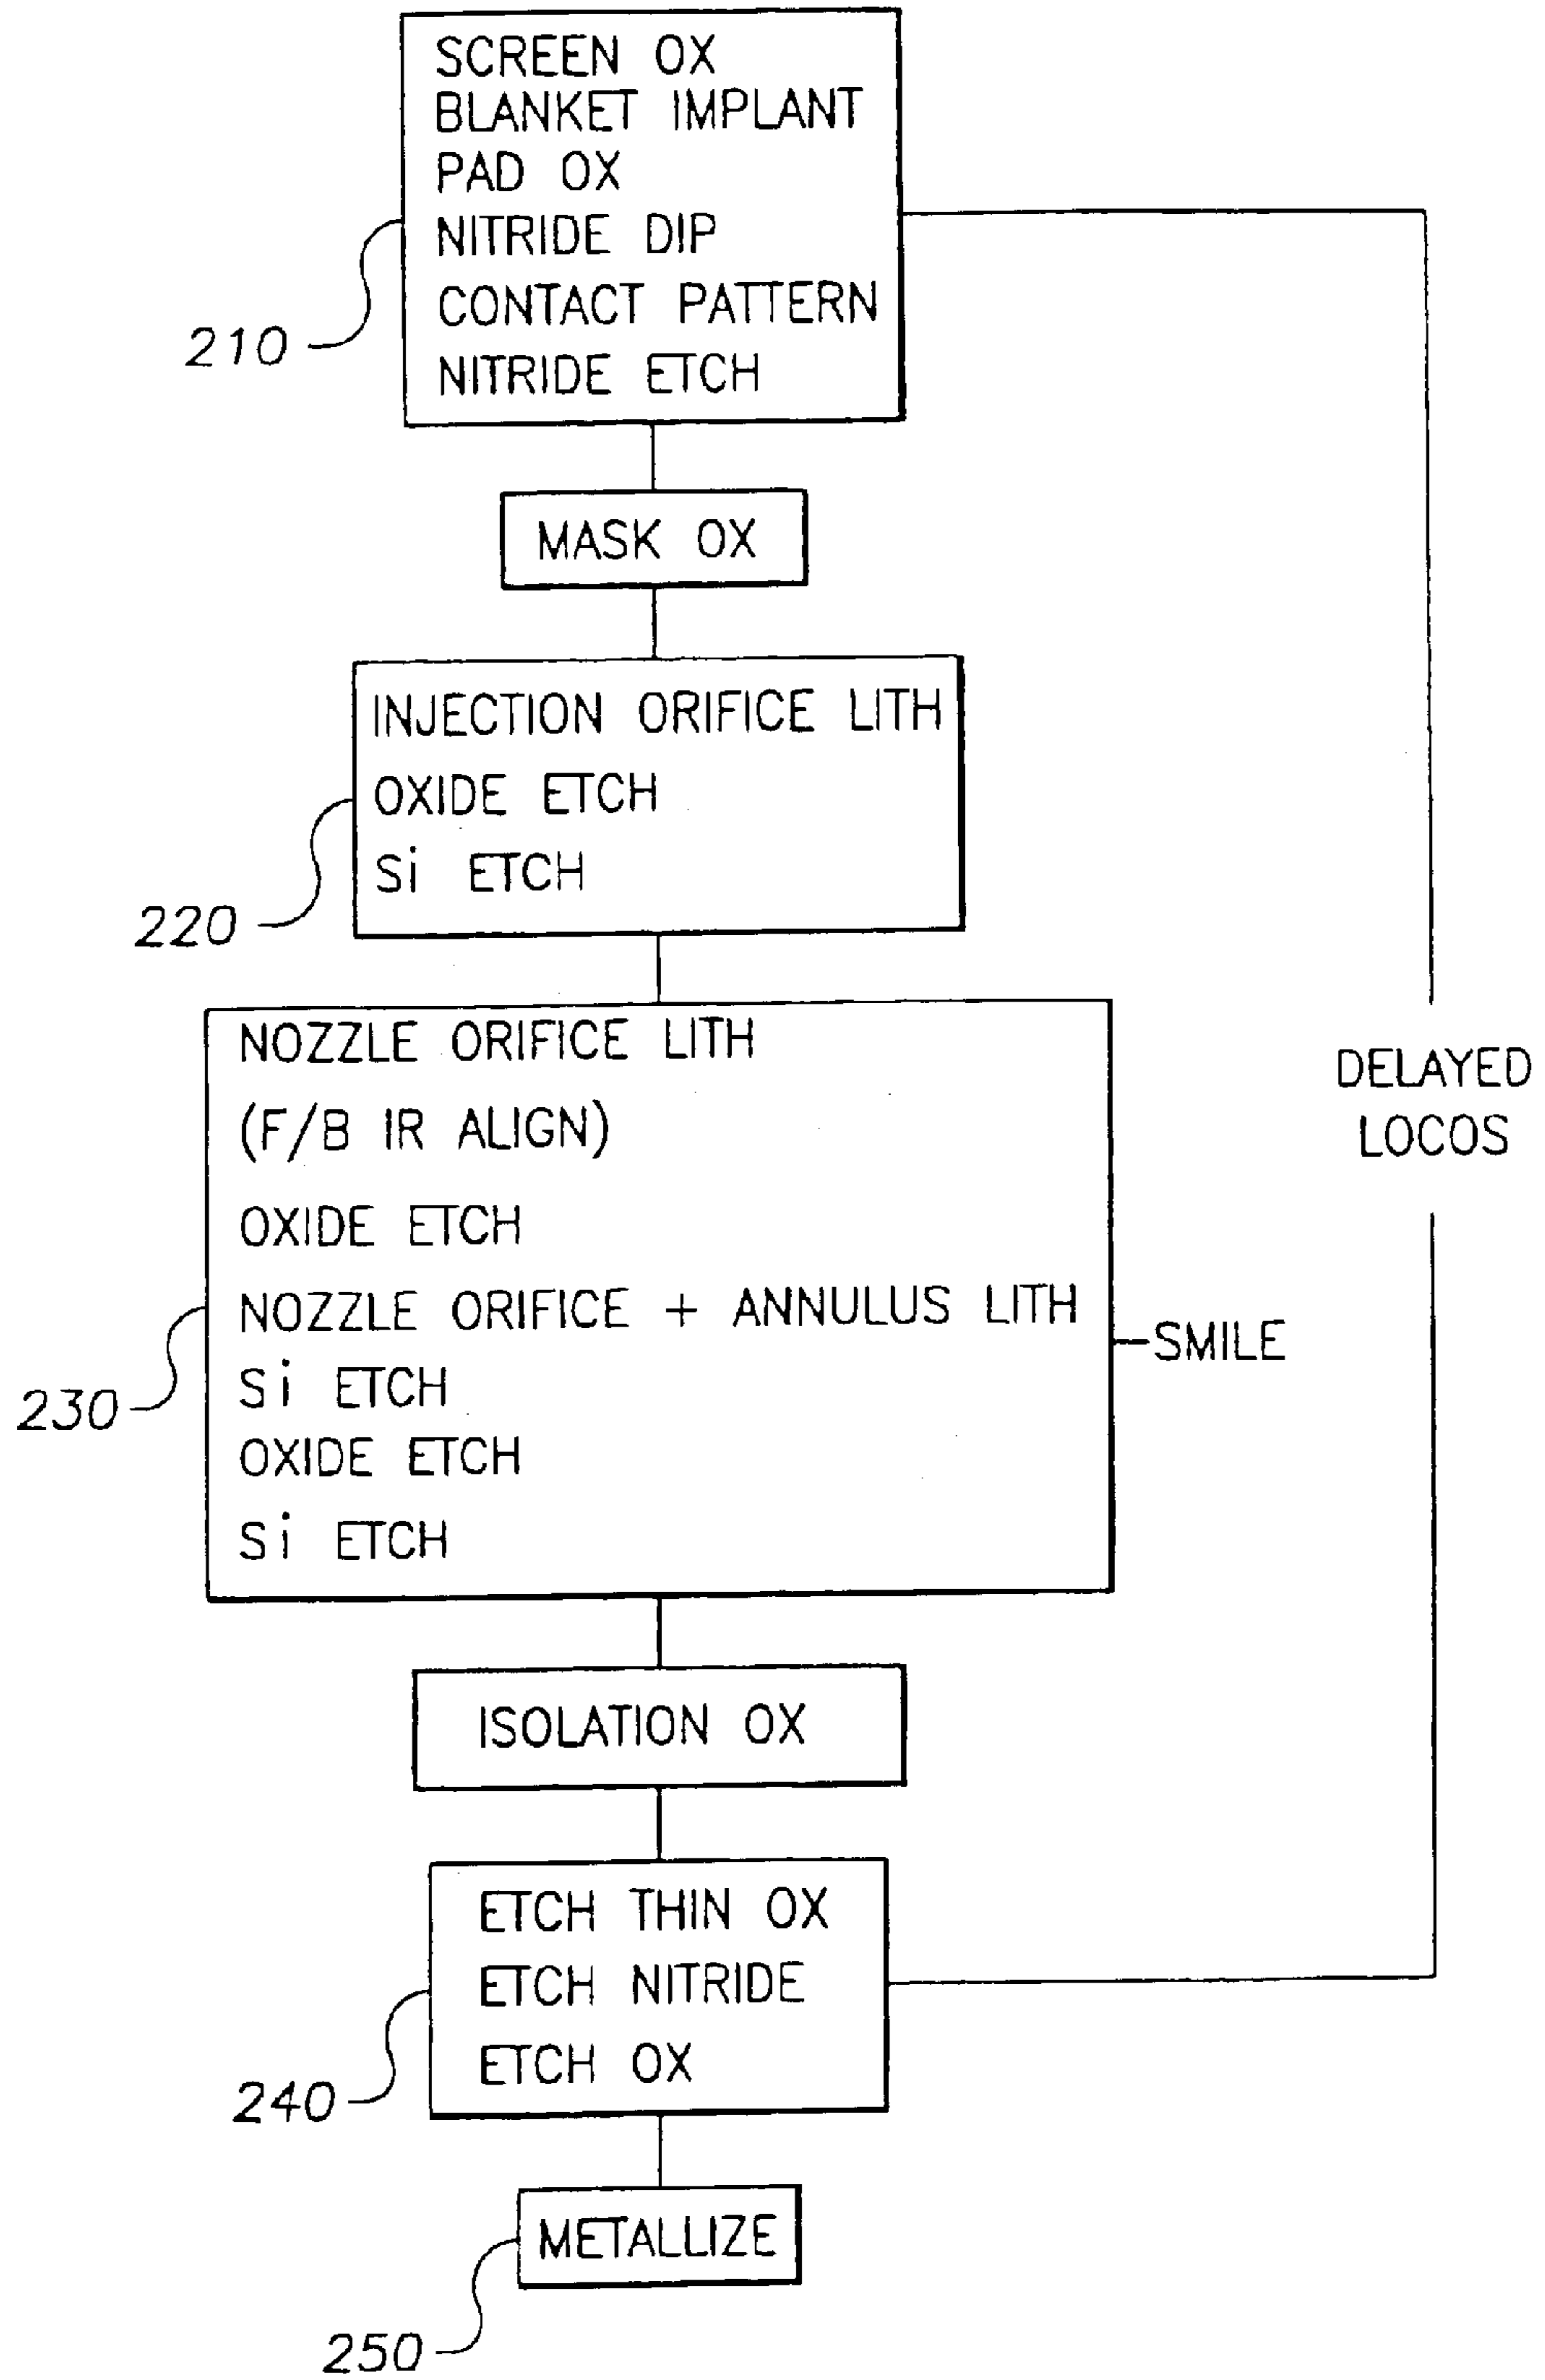 SCREEN OX
BLANKET IMPLANT
PAD OX
NITRIDE DIP
CONTACT PATTERN
NITRIDE ETCH
210
MASK OX
INJECTION ORIFICE LITH
OXIDE ETCH
Si ETCH
220
NOZZLE ORIFICE LITH
(F/B IR ALIGN)
OXIDE ETCH
NOZZLE ORIFICE + ANNULUS LITH
Si ETCH
OXIDE ETCH
Si ETCH
230
SMILE
DELAYED
LOCOS
ISOLATION OX
ETCH THIN OX
ETCH NITRIDE
ETCH OX
240
METALLIZE
250